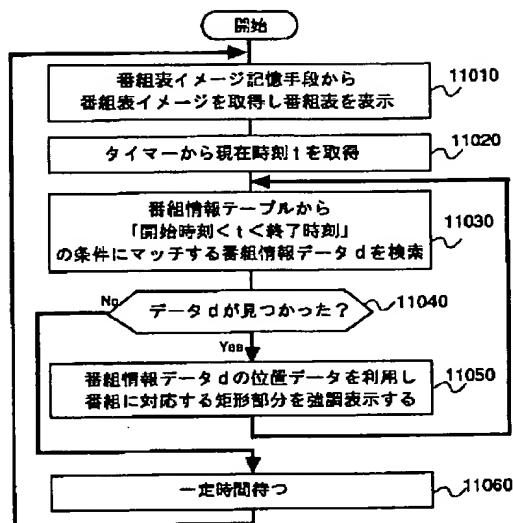 開始
番組表イメージ記憶手段から
番組表イメージを取得し番組表を表示
11010
タイマーから現在時刻tを取得
11020
番組情報テーブルから
「開始時刻<t<終了時刻」
の条件にマッチする番組情報データdを検索
11030
データdが見つかった？
11040
No
Yes
番組情報データdの位置データを利用し
番組に対応する矩形部分を強調表示する
11050
一定時間待つ
11060